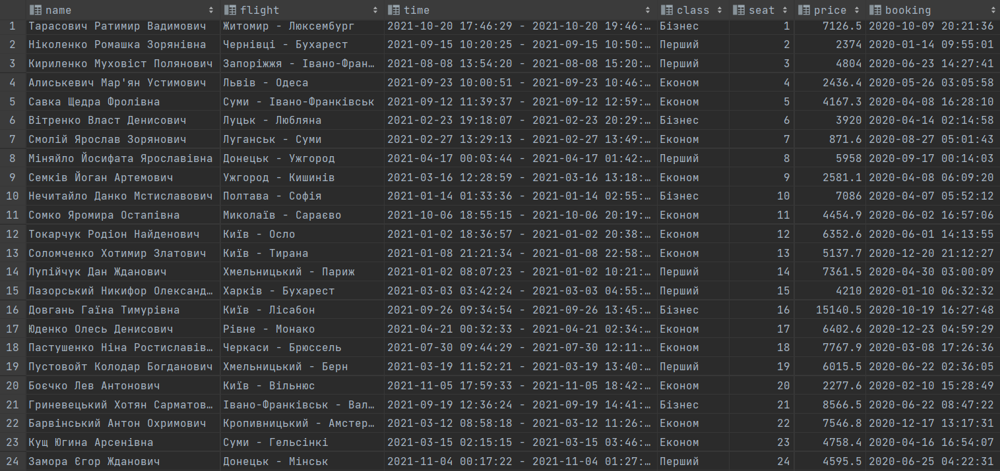 name flight time class seat price booking
1 Тарасович Ратимир Вадимович Житомир - Люксембург 2021-10-20 17:46:29 - 2021-10-20 19:46:… Бізнес 1 7126.5 2020-10-09 20:21:36
2 Ніколенко Ромашка Зорянівна Чернівці - Бухарест 2021-09-15 10:20:25 - 2021-09-15 10:50:… Перший 2 2374 2020-01-14 09:55:01
3 Кириленко Муховіст Полянович Запоріжжя - Івано-Фран… 2021-08-08 13:54:20 - 2021-08-08 15:20:… Перший 3 4804 2020-06-23 14:27:41
4 Алиськевич Мар'ян Устимович Львів - Одеса 2021-09-23 10:00:51 - 2021-09-23 10:46:… Економ 4 2436.4 2020-05-26 03:05:58
5 Савка Щедра Фролівна Суми - Івано-Франківськ 2021-09-12 11:39:37 - 2021-09-12 12:59:… Економ 5 4167.3 2020-04-08 16:28:10
6 Вітренко Власт Денисович Луцьк - Любляна 2021-02-23 19:18:07 - 2021-02-23 20:29:… Бізнес 6 3920 2020-04-14 02:14:58
7 Смолій Ярослав Зорянович Луганськ - Суми 2021-02-27 13:29:13 - 2021-02-27 13:49:… Економ 7 871.6 2020-08-27 05:01:43
8 Міняйло Йосифата Ярославівна Донецьк - Ужгород 2021-04-17 00:03:44 - 2021-04-17 01:42:… Перший 8 5958 2020-09-17 00:14:03
9 Семків Йоган Артемович Ужгород - Кишинів 2021-03-16 12:28:59 - 2021-03-16 13:18:… Економ 9 2581.1 2020-04-08 06:09:20
10 Нечитайло Данко Мстиславович Полтава - Софія 2021-01-14 01:33:36 - 2021-01-14 02:55:… Бізнес 10 7086 2020-04-07 05:52:12
11 Сомко Яромира Остапівна Миколаїв - Сараєво 2021-10-06 18:55:15 - 2021-10-06 20:19:… Економ 11 4454.9 2020-06-02 16:57:06
12 Токарчук Родіон Найденович Київ - Осло 2021-01-02 18:36:57 - 2021-01-02 20:38:… Економ 12 6352.6 2020-06-01 14:13:55
13 Соломченко Хотимир Златович Київ - Тирана 2021-01-08 21:21:34 - 2021-01-08 22:58:… Економ 13 5137.7 2020-12-20 21:12:27
14 Лупійчук Дан Жданович Хмельницький - Париж 2021-01-02 08:07:23 - 2021-01-02 10:21:… Перший 14 7361.5 2020-04-30 03:00:09
15 Лазорський Никифор Олександ… Харків - Бухарест 2021-03-03 03:42:24 - 2021-03-03 04:55:… Перший 15 4210 2020-01-10 06:32:32
16 Довгань Гаїна Тимурівна Київ - Лісабон 2021-09-26 09:34:54 - 2021-09-26 13:45:… Бізнес 16 15140.5 2020-10-19 16:27:48
17 Юденко Олесь Денисович Рівне - Монако 2021-04-21 00:32:33 - 2021-04-21 02:34:… Економ 17 6402.6 2020-12-23 04:59:29
18 Пастушенко Ніна Ростиславів… Черкаси - Брюссель 2021-07-30 09:44:29 - 2021-07-30 12:11:… Економ 18 7767.9 2020-03-08 17:26:36
19 Пустовойт Колодар Богданович Хмельницький - Берн 2021-03-19 11:52:21 - 2021-03-19 13:40:… Перший 19 6015.5 2020-06-22 02:36:05
20 Боєчко Лев Антонович Київ - Вільнюс 2021-11-05 17:59:33 - 2021-11-05 18:42:… Економ 20 2277.6 2020-02-10 15:28:49
21 Гриневецький Хотян Сарматов… Івано-Франківськ - Вал… 2021-09-19 12:36:24 - 2021-09-19 14:41:… Бізнес 21 8566.5 2020-06-22 08:47:22
22 Барвінський Антон Охримович Кропивницький - Амстер… 2021-03-12 08:58:18 - 2021-03-12 11:26:… Економ 22 7546.8 2020-12-17 13:17:31
23 Кущ Югина Арсенівна Суми - Гельсінкі 2021-03-15 02:15:15 - 2021-03-15 03:46:… Економ 23 4758.4 2020-04-16 16:54:07
24 Замора Єгор Жданович Донецьк - Мінськ 2021-11-04 00:17:22 - 2021-11-04 01:27:… Перший 24 4595.5 2020-06-25 04:22:31